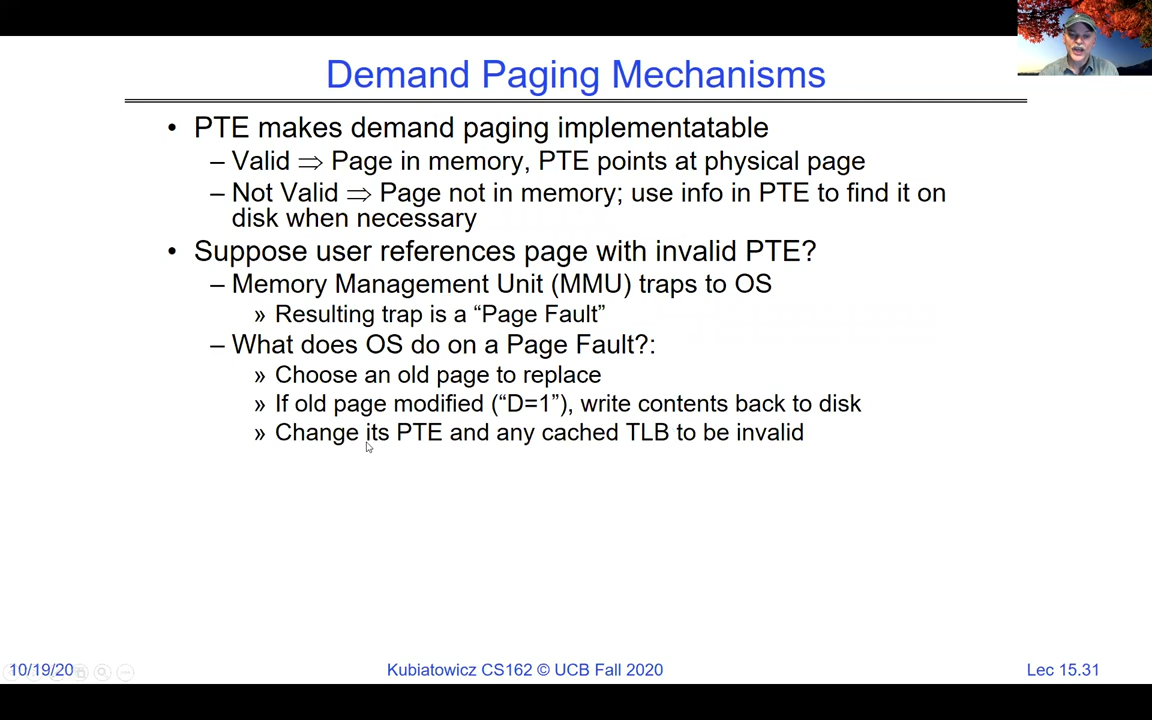 Demand Paging Mechanisms
• PTE makes demand paging implementatable
– Valid ⇒ Page in memory, PTE points at physical page
– Not Valid ⇒ Page not in memory; use info in PTE to find it on
disk when necessary
• Suppose user references page with invalid PTE?
– Memory Management Unit (MMU) traps to OS
» Resulting trap is a “Page Fault”
– What does OS do on a Page Fault?:
» Choose an old page to replace
» If old page modified (“D=1”), write contents back to disk
» Change its PTE and any cached TLB to be invalid
10/19/20
Kubiatowicz CS162 © UCB Fall 2020
Lec 15.31